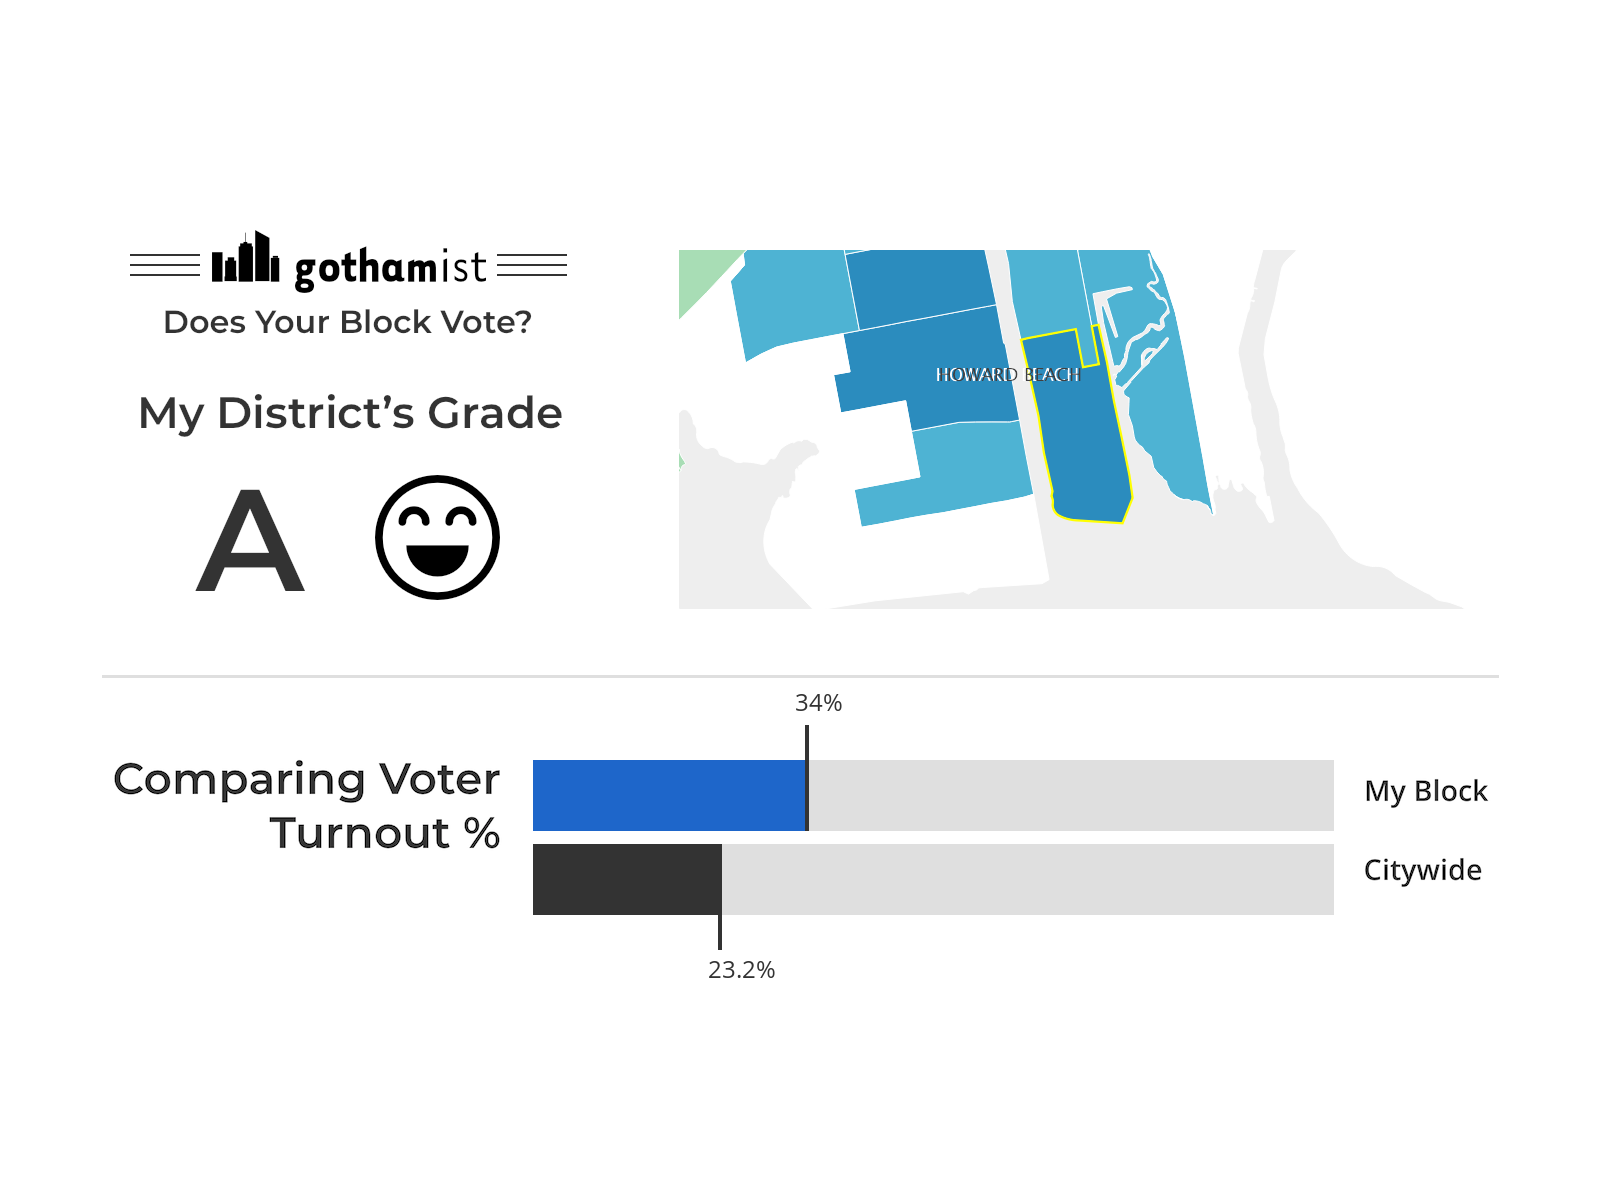 gothamist
Does Your Block Vote?
My District’s Grade
A
HOWARD BEACH
34%
Comparing Voter
Turnout %
My Block
Citywide
23.2%